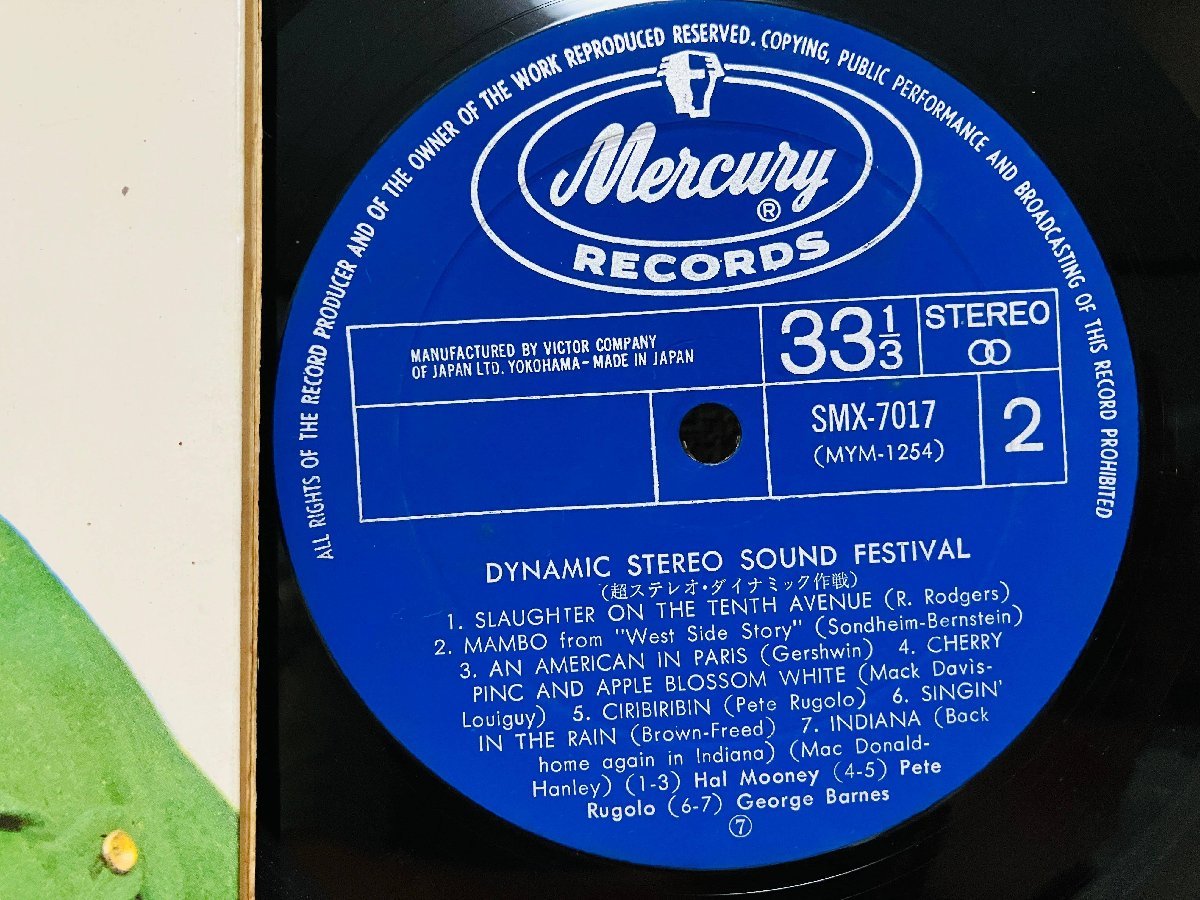 ALL RIGHTS OF THE RECORD PRODUCER AND OF THE OWNER OF THE WORK REPRODUCED RESERVED. COPYING, PUBLIC PERFORMANCE AND BROADCASTING OF THIS RECORD PROHIBITED
Mercury
®
RECORDS
MANUFACTURED BY VICTOR COMPANY
OF JAPAN LTD. YOKOHAMA-MADE IN JAPAN
33 1/3
STEREO
SMX-7017
(MYM-1254)
2
DYNAMIC STEREO SOUND FESTIVAL
(超ステレオ・ダイナミック作戦)
1. SLAUGHTER ON THE TENTH AVENUE (R. Rodgers)
2. MAMBO from "West Side Story" (Sondheim-Bernstein)
3. AN AMERICAN IN PARIS (Gershwin) 4. CHERRY
PINC AND APPLE BLOSSOM WHITE (Mack Davis-
Louiguy) 5. CIRIBIRIBIN (Pete Rugolo) 6. SINGIN'
IN THE RAIN (Brown-Freed) 7. INDIANA (Back
home again in Indiana) (Mac Donald-
Hanley) (1-3) Hal Mooney (4-5) Pete
Rugolo (6-7) George Barnes
⑦